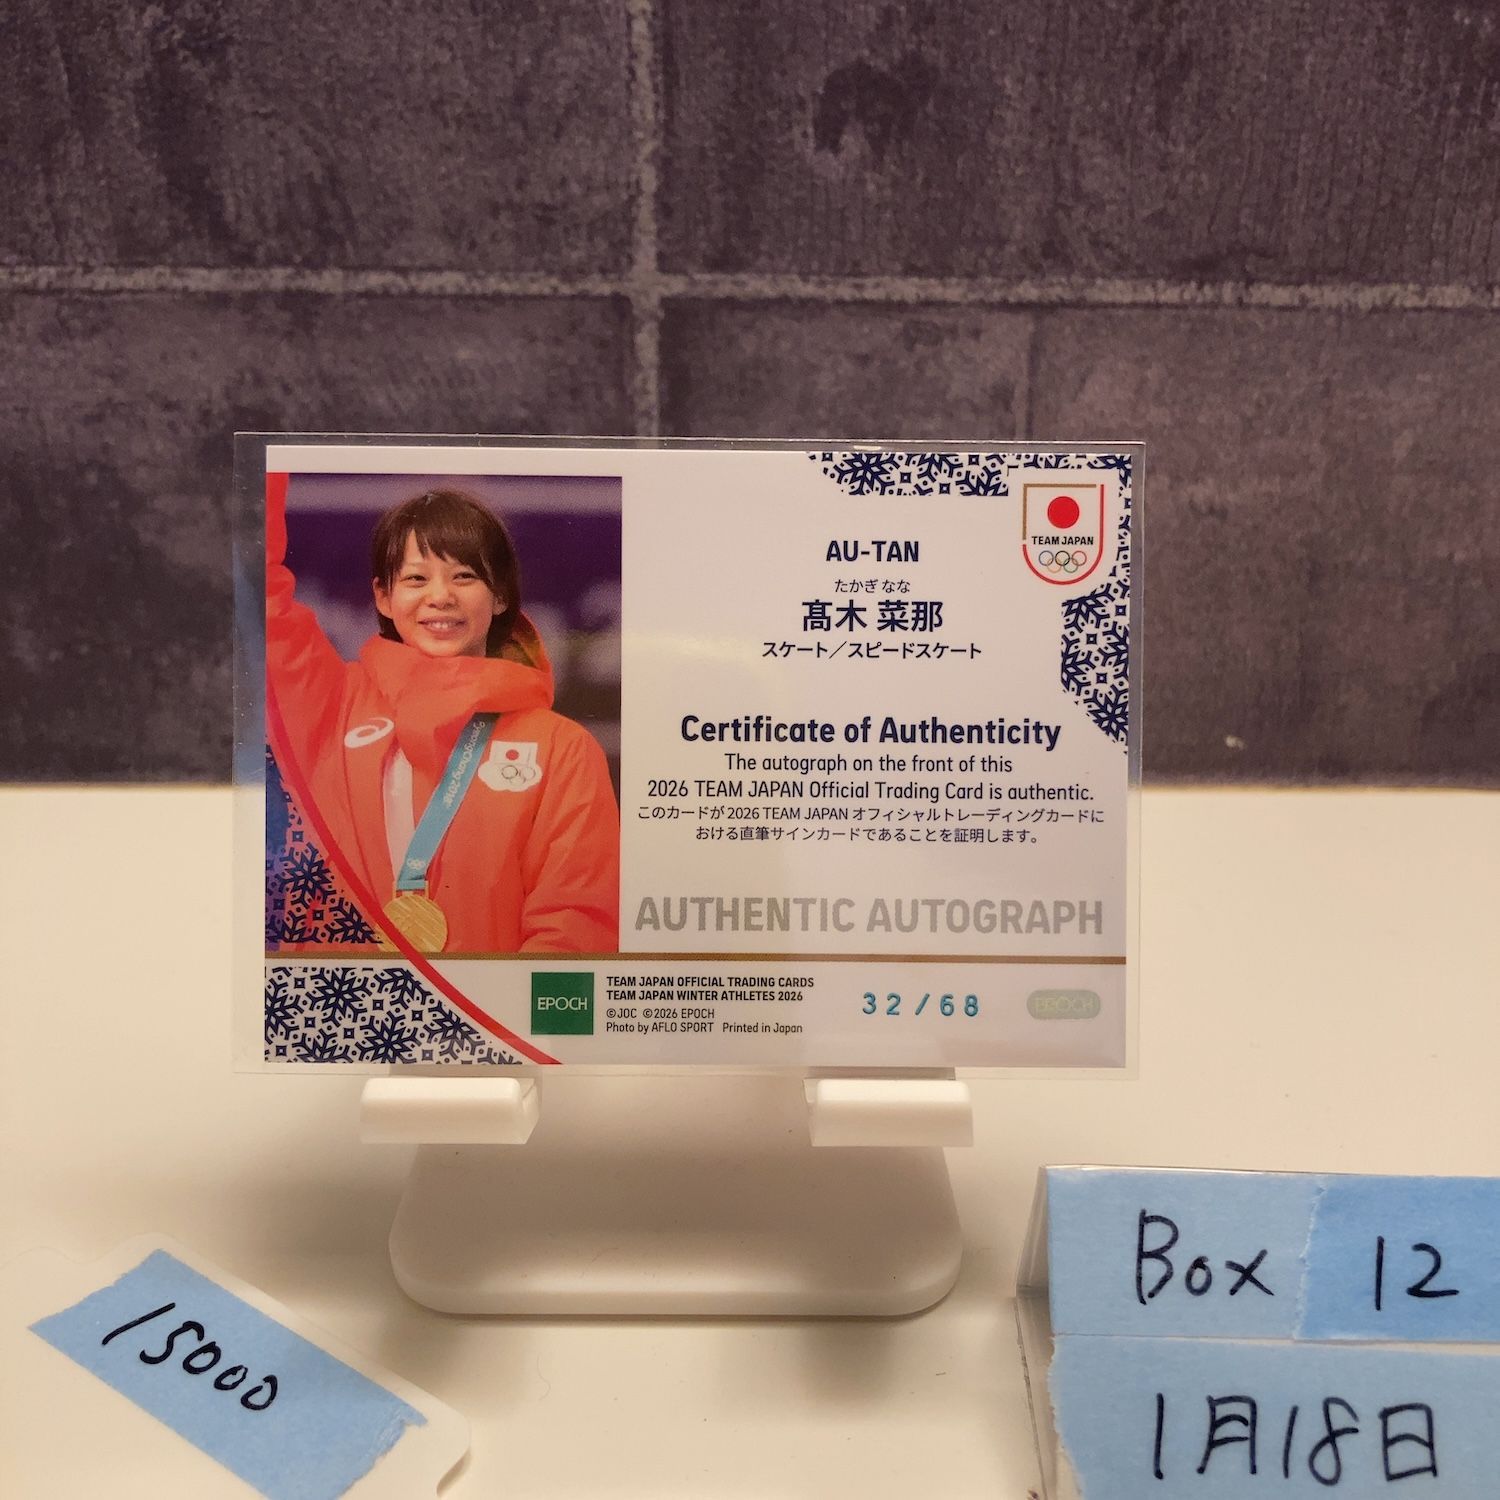 AU-TAN
たかぎ なな
髙木 菜那
スケート／スピードスケート
TEAM JAPAN
Certificate of Authenticity
The autograph on the front of this
2026 TEAM JAPAN Official Trading Card is authentic.
このカードが2026 TEAM JAPAN オフィシャルトレーディングカードに
おける直筆サインカードであることを証明します。
AUTHENTIC AUTOGRAPH
PyeongChang 2018
EPOCH
TEAM JAPAN OFFICIAL TRADING CARDS
TEAM JAPAN WINTER ATHLETES 2026
©JOC ©2026 EPOCH
Photo by AFLO SPORT Printed in Japan
32/68
EPOCH
15000
Box 12
1月18日